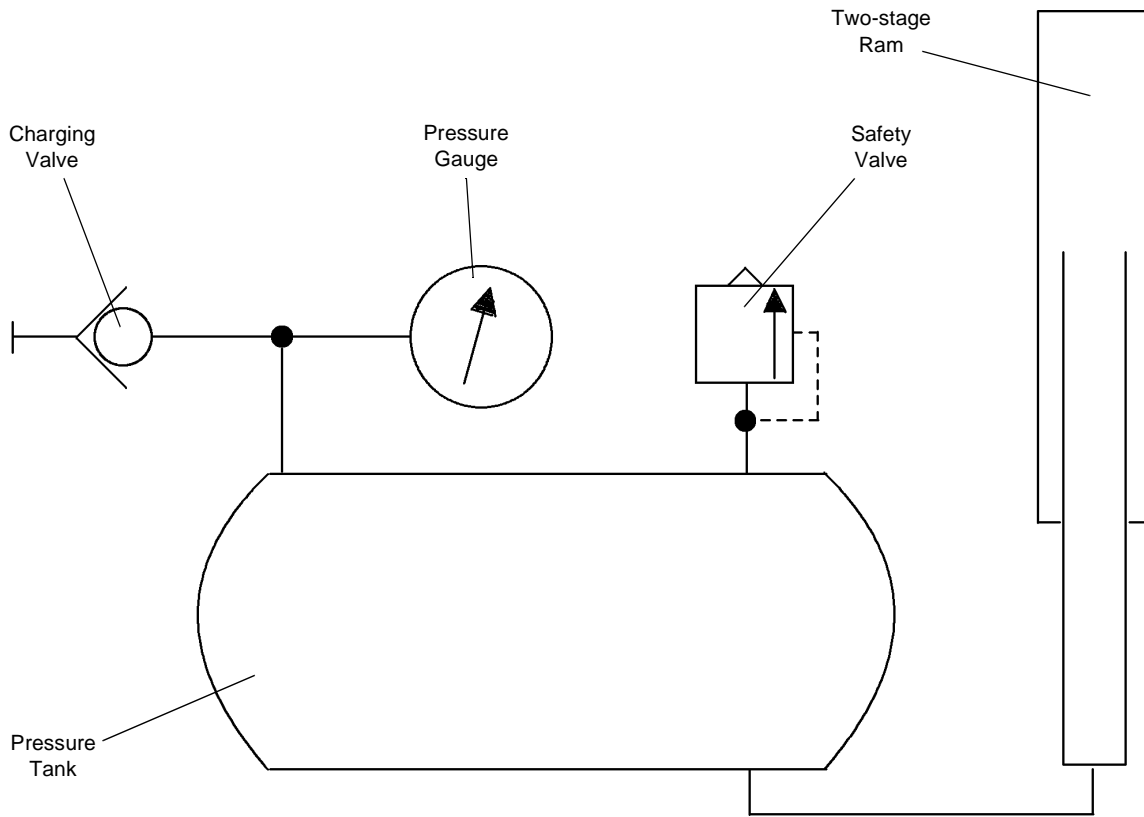 Two-stage
Ram
Charging
Valve
Pressure
Gauge
Safety
Valve
Pressure
Tank